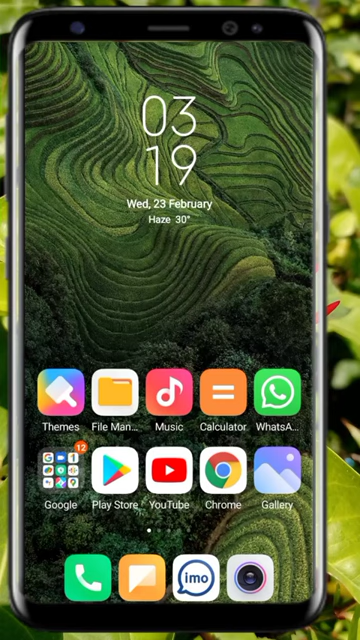 03
19
Wed, 23 February
Haze 30°
Themes
File Man...
Music
Calculator
WhatsA...
12
Google
Play Store
YouTube
Chrome
Gallery
imo